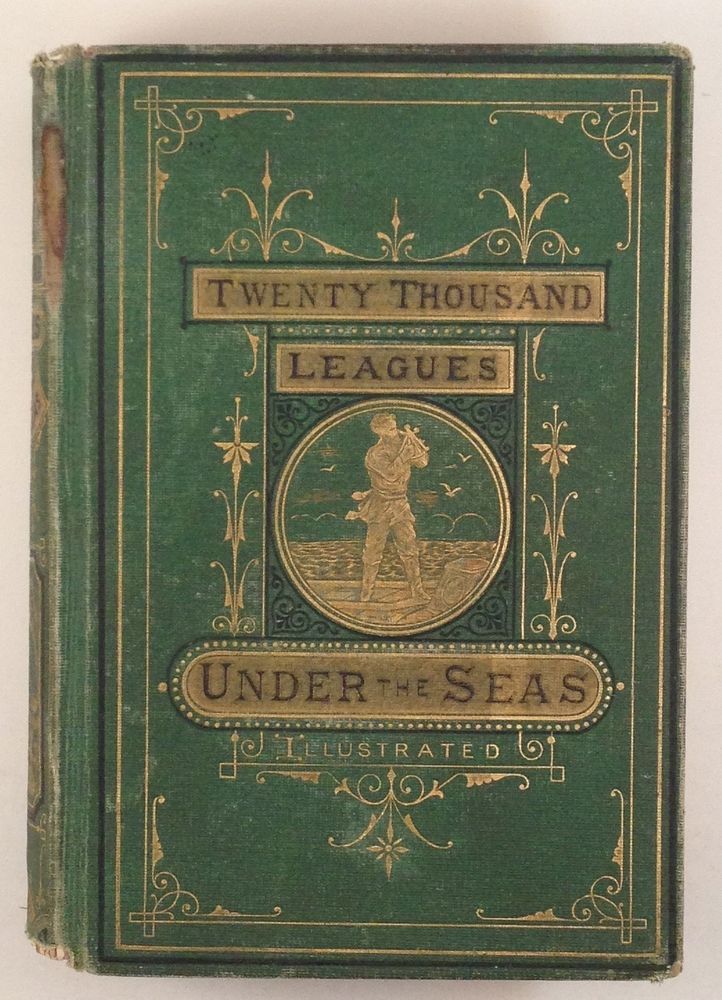 TWENTY THOUSAND
LEAGUES
UNDER THE SEAS
ILLUSTRATED